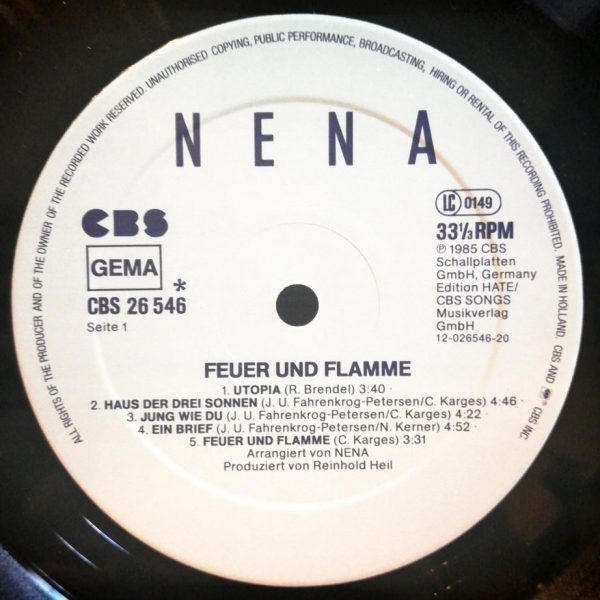 ALL RIGHTS OF THE PRODUCER AND OF THE OWNER OF THE RECORDED WORK RESERVED. UNAUTHORISED COPYING, PUBLIC PERFORMANCE, BROADCASTING, HIRING OR RENTAL OF THIS RECORDING PROHIBITED. MADE IN HOLLAND. CBS AND CBS INC.
NENA
CBS
GEMA
*
CBS 26 546
Seite 1
LC 0149
33⅓ RPM
℗ 1985 CBS
Schallplatten
GmbH, Germany
Edition HATE/
CBS SONGS
Musikverlag
GmbH
12-026546-20
FEUER UND FLAMME
1. UTOPIA (R. Brendel) 3:40 ·
2. HAUS DER DREI SONNEN (J. U. Fahrenkrog-Petersen/C. Karges) 4:46 ·
3. JUNG WIE DU (J. U. Fahrenkrog-Petersen/C. Karges) 4:22 ·
4. EIN BRIEF (J. U. Fahrenkrog-Petersen/N. Kerner) 4:52 ·
5. FEUER UND FLAMME (C. Karges) 3:31
Arrangiert von NENA
Produziert von Reinhold Heil